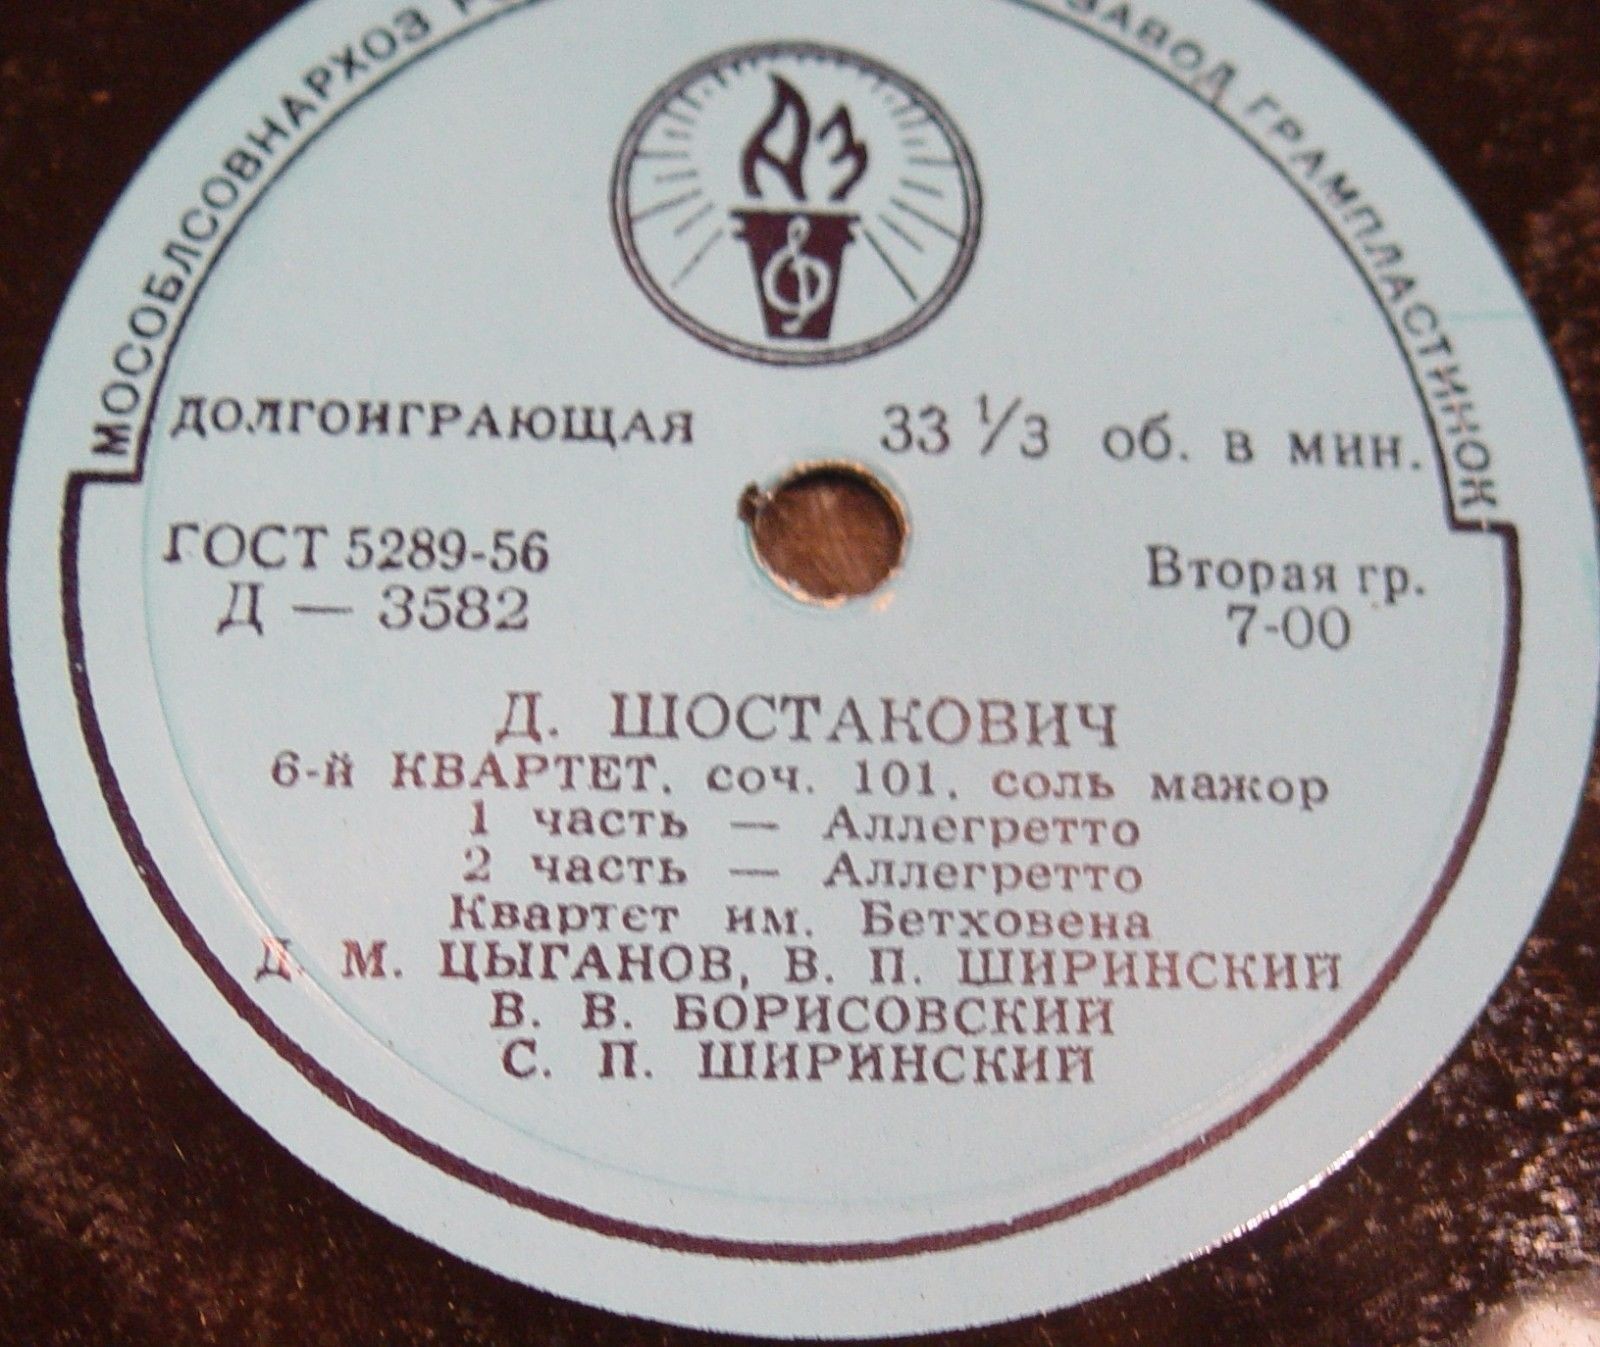 МОСОБЛСОВНАРХОЗ
ЗАВОД ГРАМПЛАСТИНОК
АЗ
ДОЛГОИГРАЮЩАЯ 33 1/3 об. в мин.
ГОСТ 5289-56 Вторая гр.
Д — 3582 7-00
Д. ШОСТАКОВИЧ
6-й КВАРТЕТ, соч. 101, соль мажор
1 часть — Аллегретто
2 часть — Аллегретто
Квартет им. Бетховена
Д. М. ЦЫГАНОВ, В. П. ШИРИНСКИЙ
В. В. БОРИСОВСКИЙ
С. П. ШИРИНСКИЙ